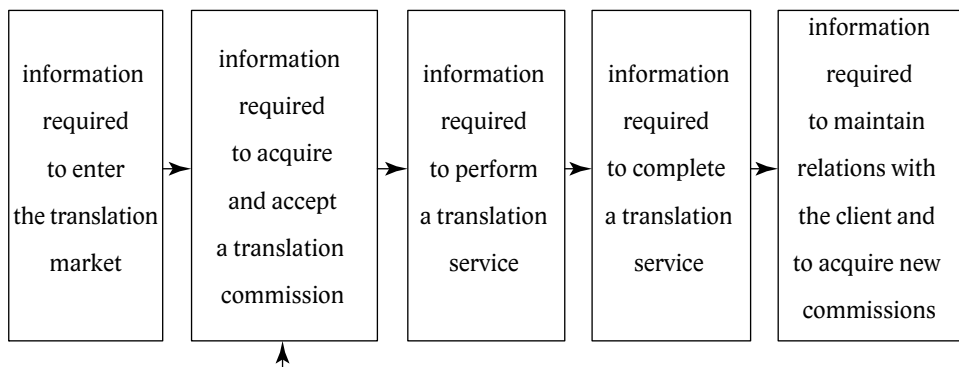 information
required
to enter
the translation
market
information
required
to acquire
and accept
a translation
commission
information
required
to perform
a translation
service
information
required
to complete
a translation
service
information
required
to maintain
relations with
the client and
to acquire new
commissions